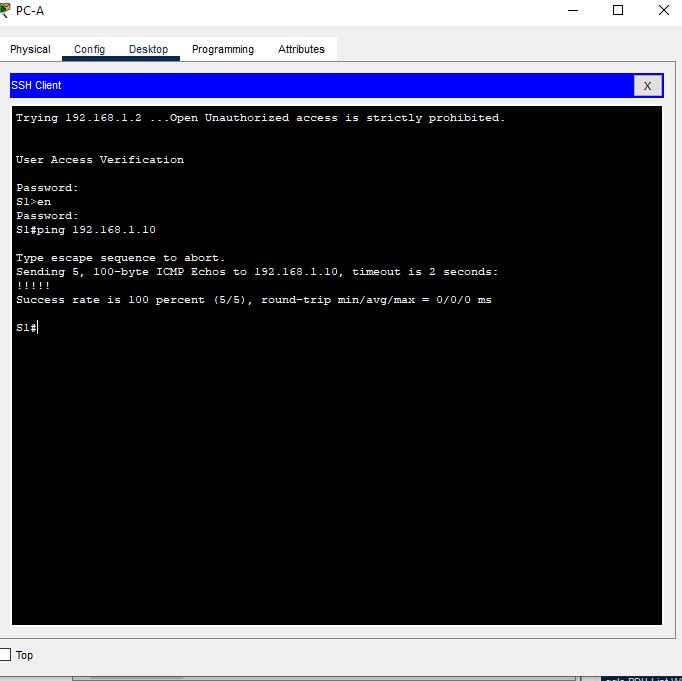 PC-A
Physical Config Desktop Programming Attributes
SSH Client
X
Trying 192.168.1.2 ...Open Unauthorized access is strictly prohibited.
User Access Verification
Password:
S1>en
Password:
S1#ping 192.168.1.10
Type escape sequence to abort.
Sending 5, 100-byte ICMP Echos to 192.168.1.10, timeout is 2 seconds:
!!!!!
Success rate is 100 percent (5/5), round-trip min/avg/max = 0/0/0 ms
S1#
Top